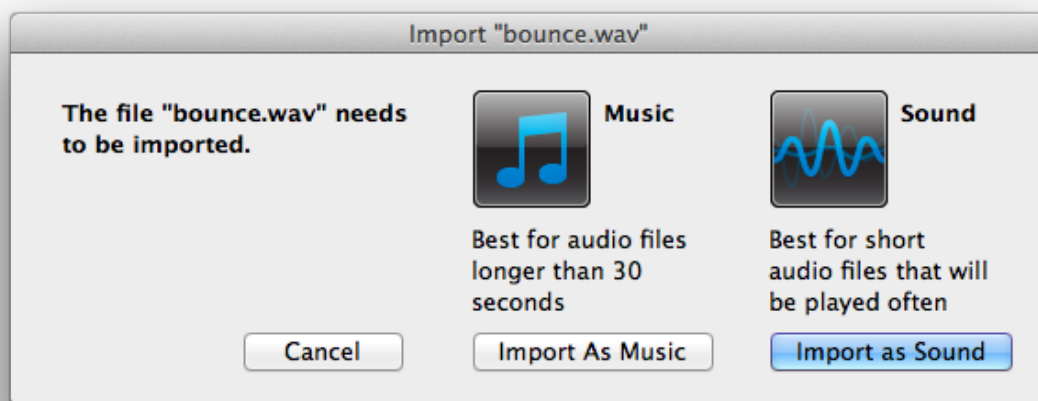 Import "bounce.wav"
The file "bounce.wav" needs
to be imported.
Music
Best for audio files
longer than 30
seconds
Sound
Best for short
audio files that will
be played often
Cancel
Import As Music
Import as Sound